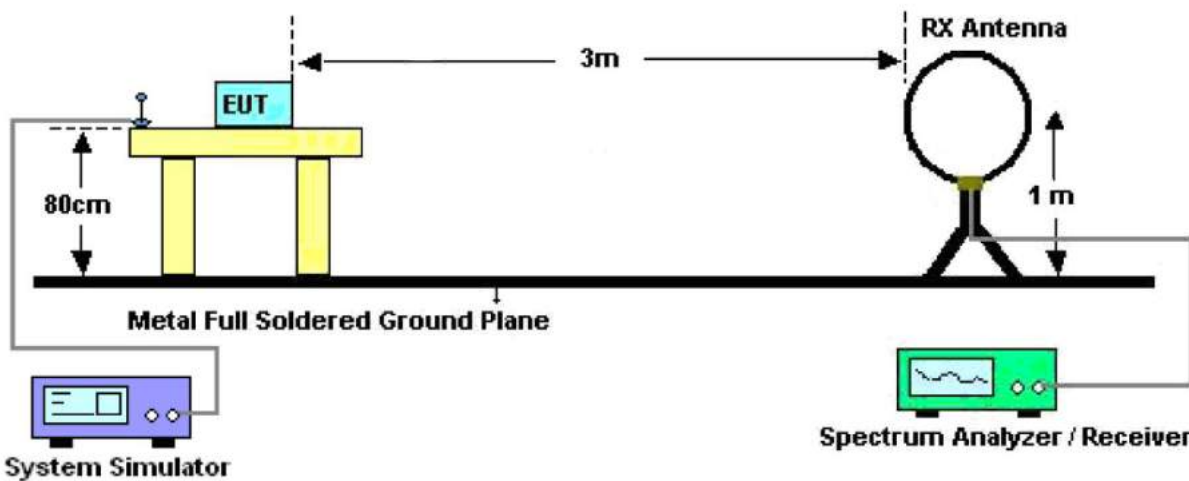 RX Antenna
3m
EUT
80cm
1 m
Metal Full Soldered Ground Plane
System Simulator
Spectrum Analyzer / Receiver